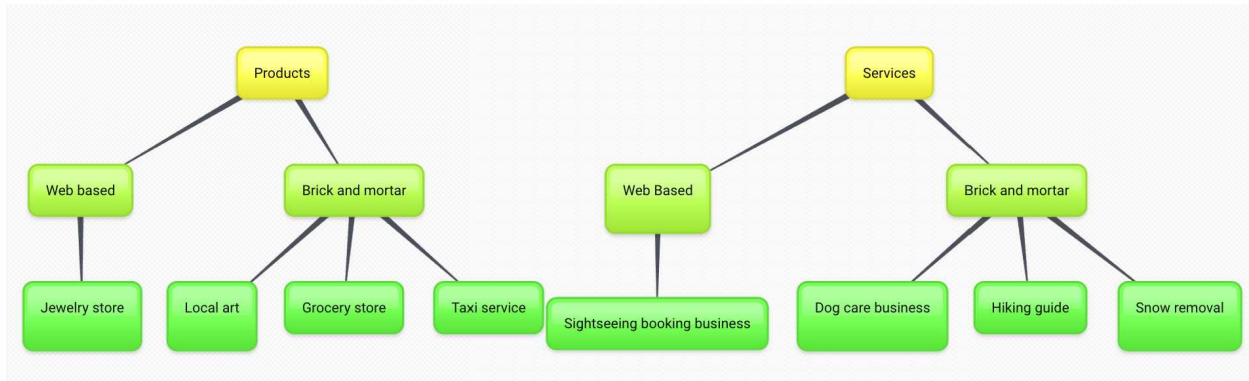 Products
Services
Web based
Brick and mortar
Web Based
Brick and mortar
Jewelry store
Local art
Grocery store
Taxi service
Sightseeing booking business
Dog care business
Hiking guide
Snow removal